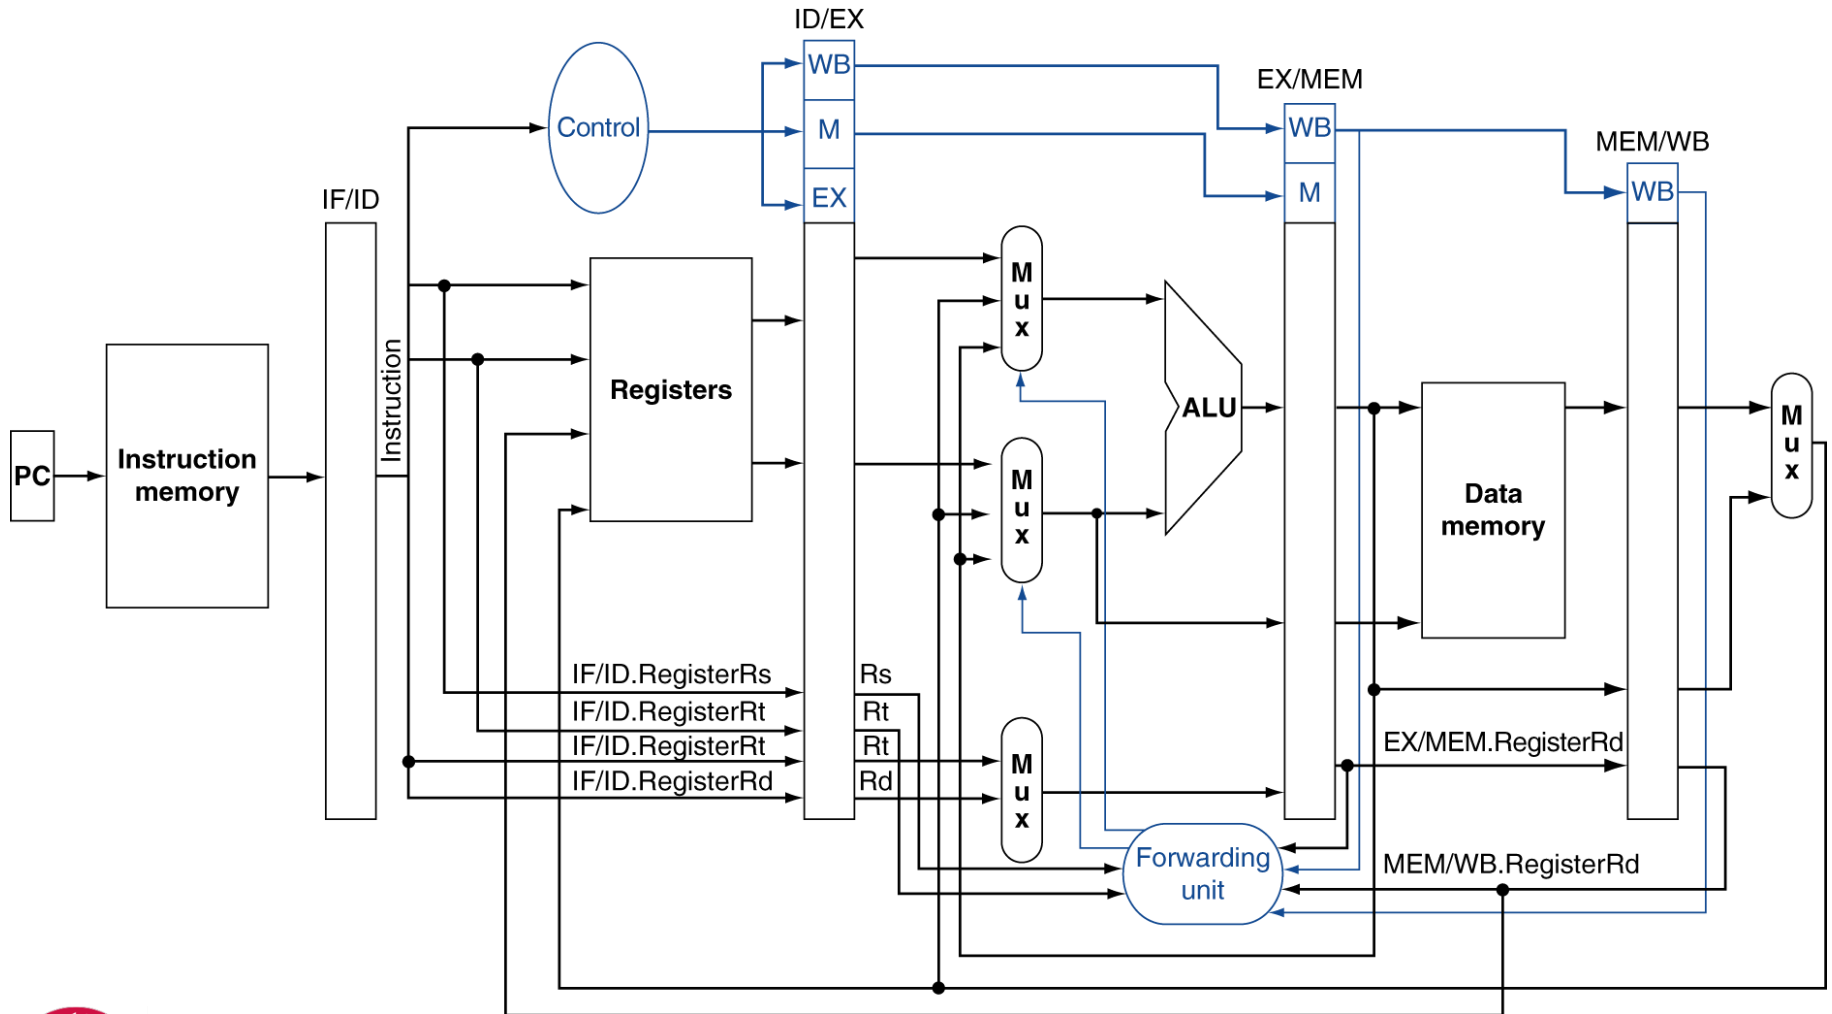 ID/EX
WB
EX/MEM
Control
M
WB
MEM/WB
IF/ID
EX
M
WB
M
u
x
Instruction
Registers
ALU
M
u
x
PC
Instruction
memory
M
u
x
Data
memory
IF/ID.RegisterRs
Rs
IF/ID.RegisterRt
Rt
IF/ID.RegisterRt
Rt
EX/MEM.RegisterRd
IF/ID.RegisterRd
Rd
M
u
x
Forwarding
unit
MEM/WB.RegisterRd